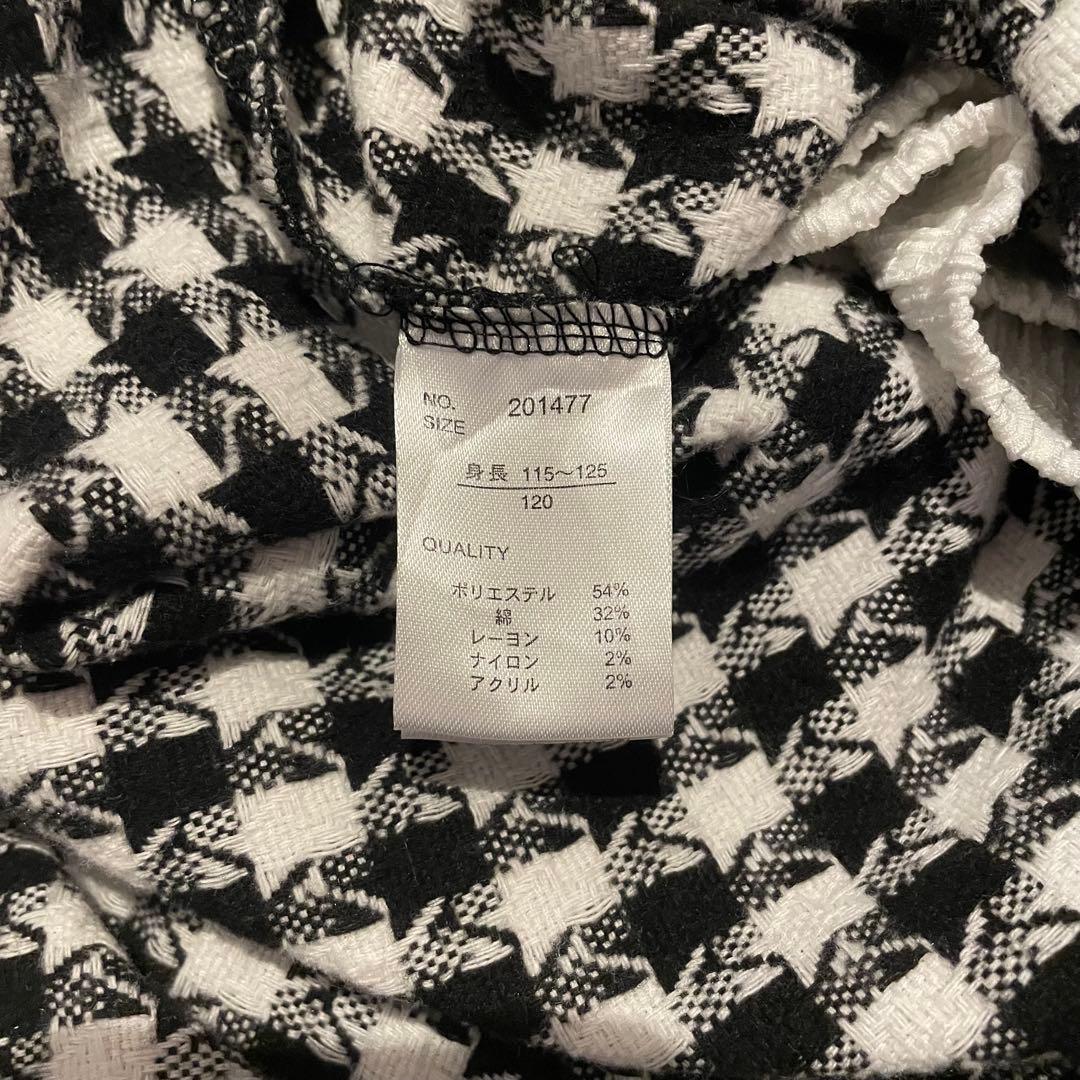 NO. 201477
SIZE
身長 115〜125
120
QUALITY
ポリエステル 54%
綿 32%
レーヨン 10%
ナイロン 2%
アクリル 2%